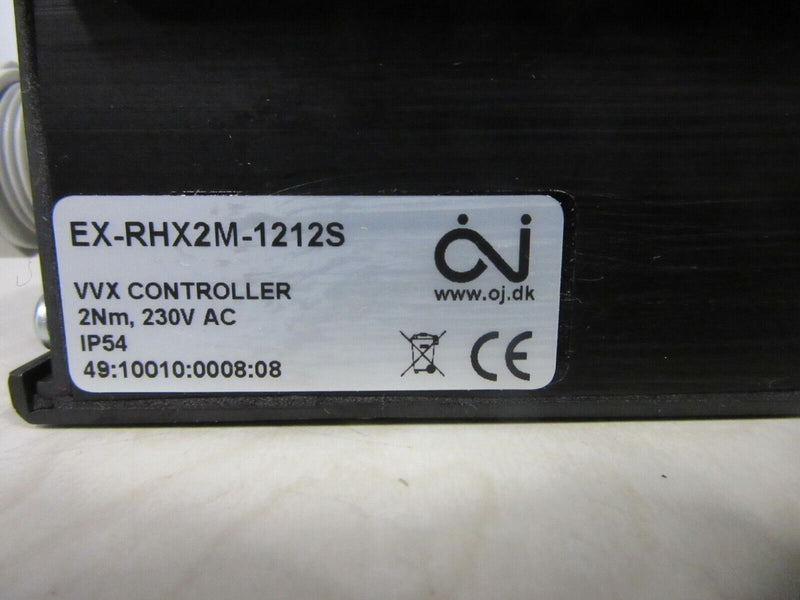 EX-RHX2M-1212S
OJ
www.oj.dk
VVX CONTROLLER
2Nm, 230V AC
IP54
49:10010:0008:08
CE